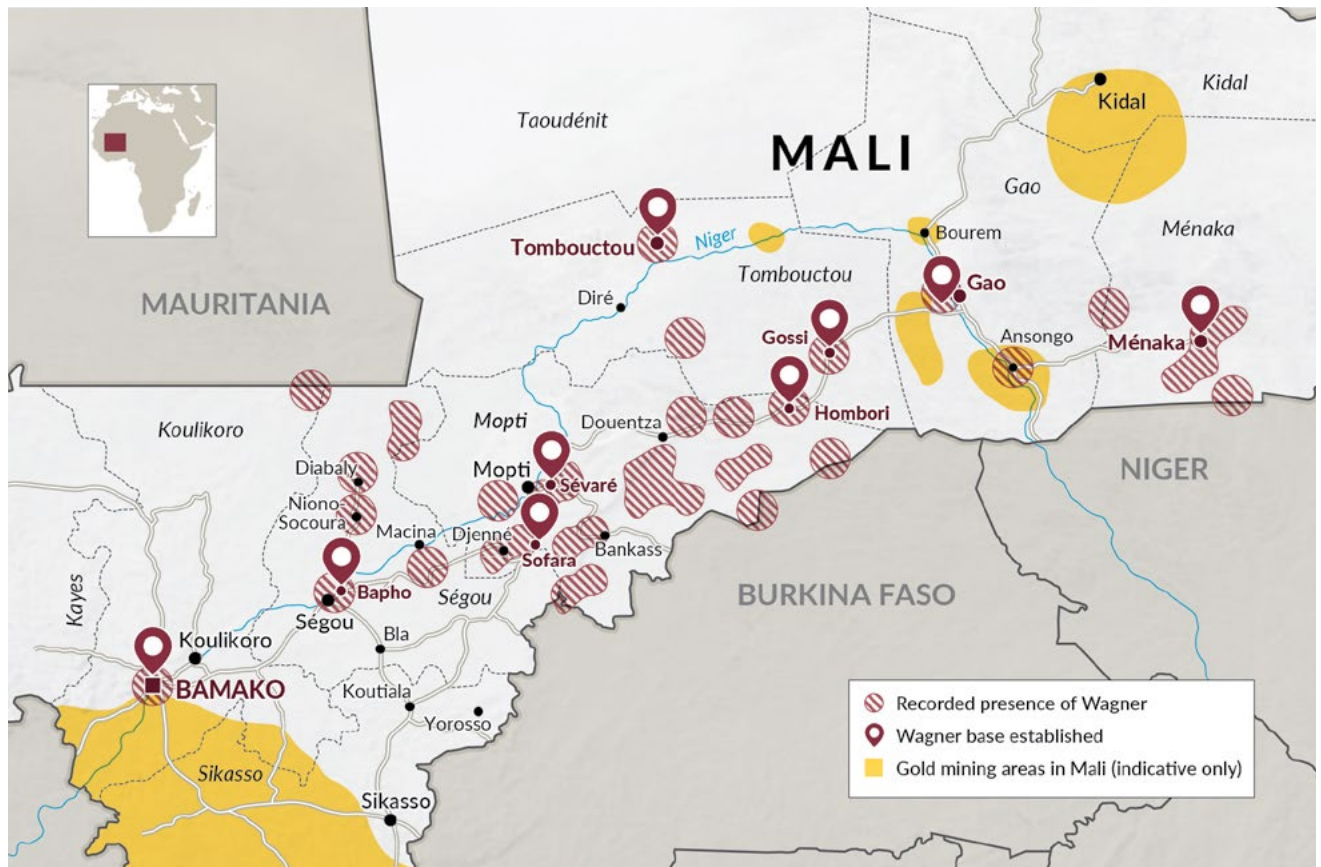 Kidal
Kidal
Taoudénit
MALI
Gao
Tombouctou
Niger
Bourem
Ménaka
Tombouctou
MAURITANIA
Diré
Gao
Gossi
Ansongo
Ménaka
Hombori
Koulikoro
Mopti
Douentza
Diabaly
Mopti
Sévaré
NIGER
Niono-
Socoura
Macina
Djenné
Bankass
Sofara
Kayes
Bapho
Ségou
Ségou
BURKINA FASO
Koulikoro
Bla
BAMAKO
Koutiala
Yorosso
Sikasso
Sikasso
Recorded presence of Wagner
Wagner base established
Gold mining areas in Mali (indicative only)